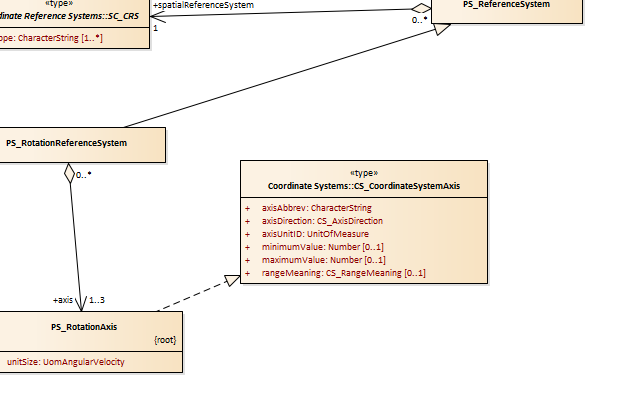 «type»
dinate Reference Systems::SC_CRS
ope: CharacterString [1..*]
+spatialReferenceSystem
1
0..*
PS_ReferenceSystem
PS_RotationReferenceSystem
0..*
«type»
Coordinate Systems::CS_CoordinateSystemAxis
+ axisAbbrev: CharacterString
+ axisDirection: CS_AxisDirection
+ axisUnitID: UnitOfMeasure
+ minimumValue: Number [0..1]
+ maximumValue: Number [0..1]
+ rangeMeaning: CS_RangeMeaning [0..1]
+axis
1..3
PS_RotationAxis
{root}
unitSize: UomAngularVelocity